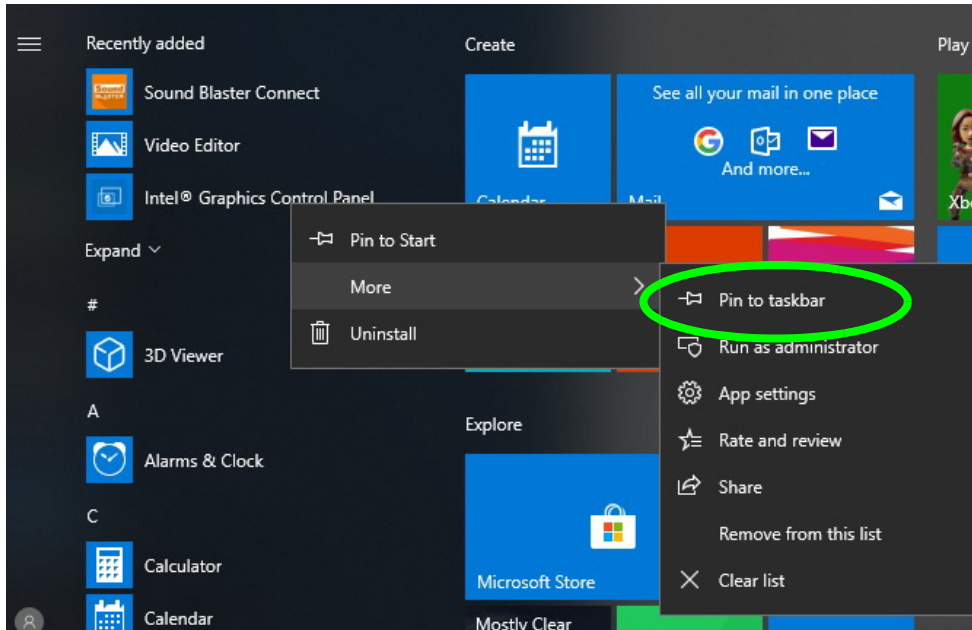 Recently added
Sound Blaster Connect
Video Editor
Intel® Graphics Control Panel
Expand
#
3D Viewer
A
Alarms & Clock
C
Calculator
Calendar
Create
Calendar
See all your mail in one place
And more...
Mail
Play
Explore
Microsoft Store
Mostly Clear
Pin to Start
More
Uninstall
Pin to taskbar
Run as administrator
App settings
Rate and review
Share
Remove from this list
Clear list